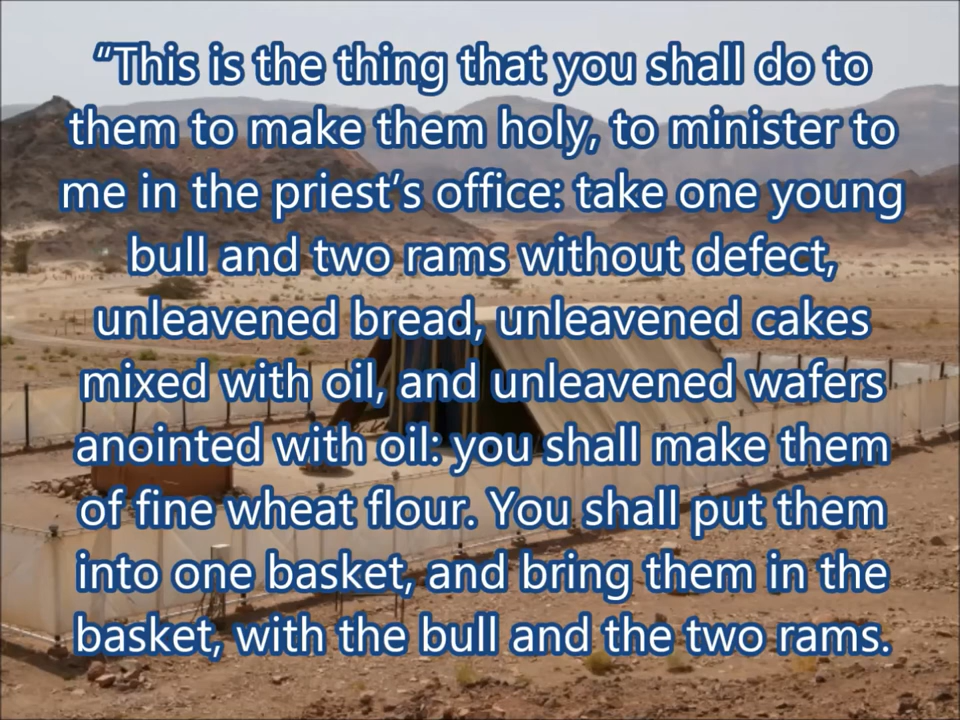 “This is the thing that you shall do to
them to make them holy, to minister to
me in the priest’s office: take one young
bull and two rams without defect,
unleavened bread, unleavened cakes
mixed with oil, and unleavened wafers
anointed with oil: you shall make them
of fine wheat flour. You shall put them
into one basket, and bring them in the
basket, with the bull and the two rams.